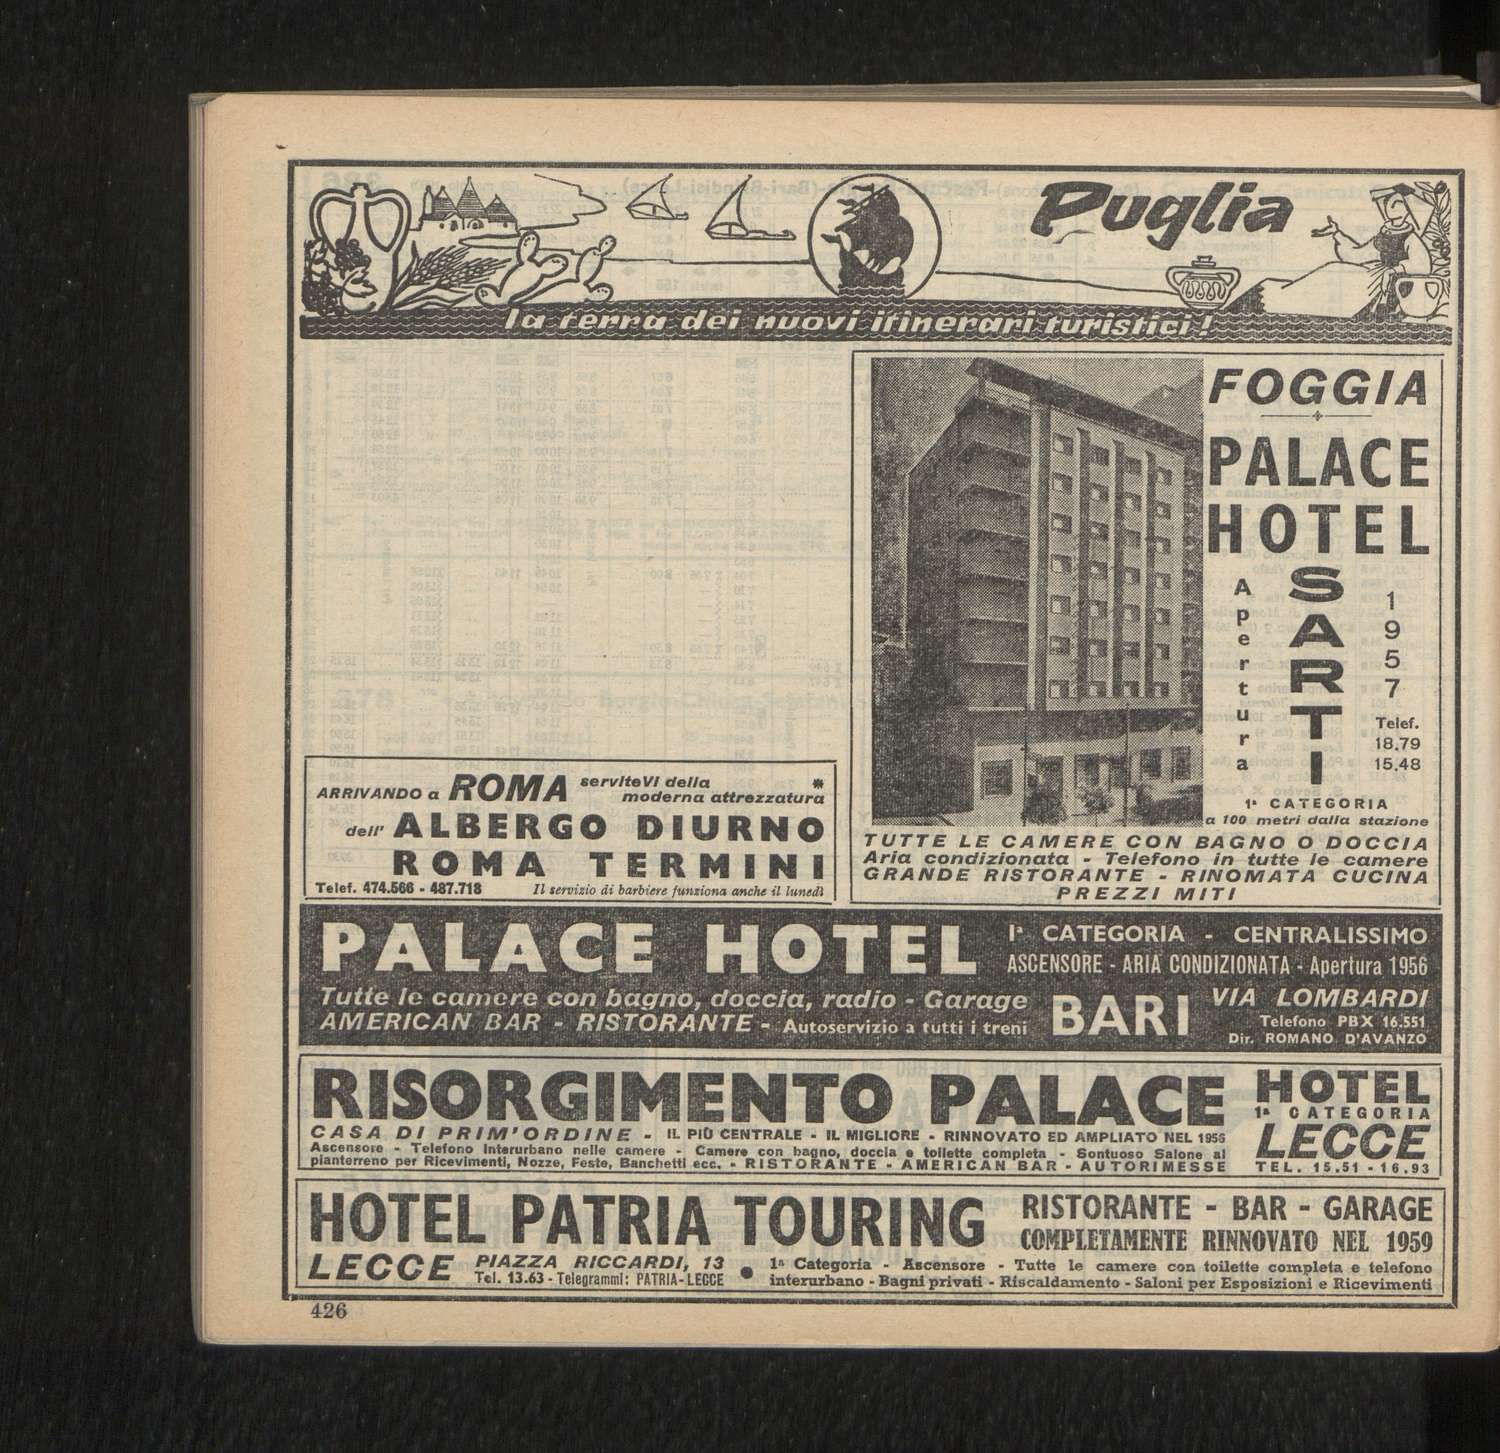 Puglia
la terra dei nuovi itinerari turistici!
FOGGIA
PALACE
HOTEL
SARTI
Apertura
1957
Telef.
18.79
15.48
1ª CATEGORIA
a 100 metri dalla stazione
TUTTE LE CAMERE CON BAGNO O DOCCIA
Aria condizionata - Telefono in tutte le camere
GRANDE RISTORANTE - RINOMATA CUCINA
PREZZI MITI
ARRIVANDO a ROMA serviteVi della *
moderna attrezzatura
dell' ALBERGO DIURNO
ROMA TERMINI
Telef. 474.566 - 487.718 Il servizio di barbiere funziona anche il lunedì
PALACE HOTEL
Iª CATEGORIA - CENTRALISSIMO
ASCENSORE - ARIA CONDIZIONATA - Apertura 1956
Tutte le camere con bagno, doccia, radio - Garage
AMERICAN BAR - RISTORANTE - Autoservizio a tutti i treni
BARI
VIA LOMBARDI
Telefono PBX 16.551
Dir. ROMANO D'AVANZO
RISORGIMENTO PALACE HOTEL
1ª CATEGORIA
LECCE
TEL. 15.51 - 16.93
CASA DI PRIM'ORDINE - IL PIÙ CENTRALE - IL MIGLIORE - RINNOVATO ED AMPLIATO NEL 1956
Ascensore - Telefono Interurbano nelle camere - Camere con bagno, doccia e toilette completa - Sontuoso Salone al
pianterreno per Ricevimenti, Nozze, Feste, Banchetti ecc. - RISTORANTE - AMERICAN BAR - AUTORIMESSE
HOTEL PATRIA TOURING
RISTORANTE - BAR - GARAGE
COMPLETAMENTE RINNOVATO NEL 1959
LECCE PIAZZA RICCARDI, 13
Tel. 13.63 - Telegrammi: PATRIA-LECCE
● 1ª Categoria - Ascensore - Tutte le camere con toilette completa e telefono
interurbano - Bagni privati - Riscaldamento - Saloni per Esposizioni e Ricevimenti
426